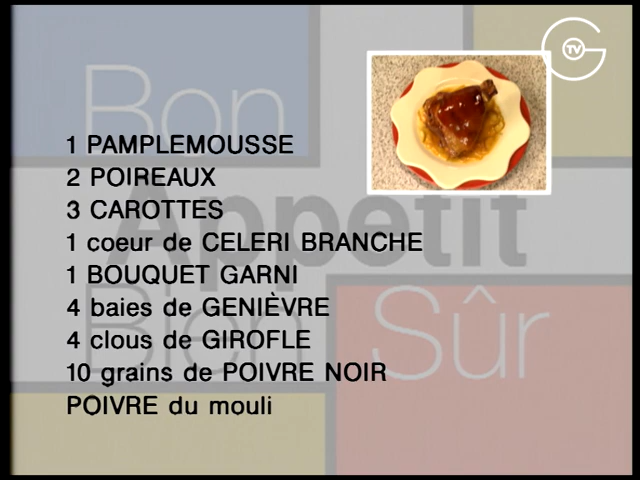 Bon
Appetit
Bien Sûr
TV
1 PAMPLEMOUSSE
2 POIREAUX
3 CAROTTES
1 coeur de CELERI BRANCHE
1 BOUQUET GARNI
4 baies de GENIÈVRE
4 clous de GIROFLE
10 grains de POIVRE NOIR
POIVRE du mouli